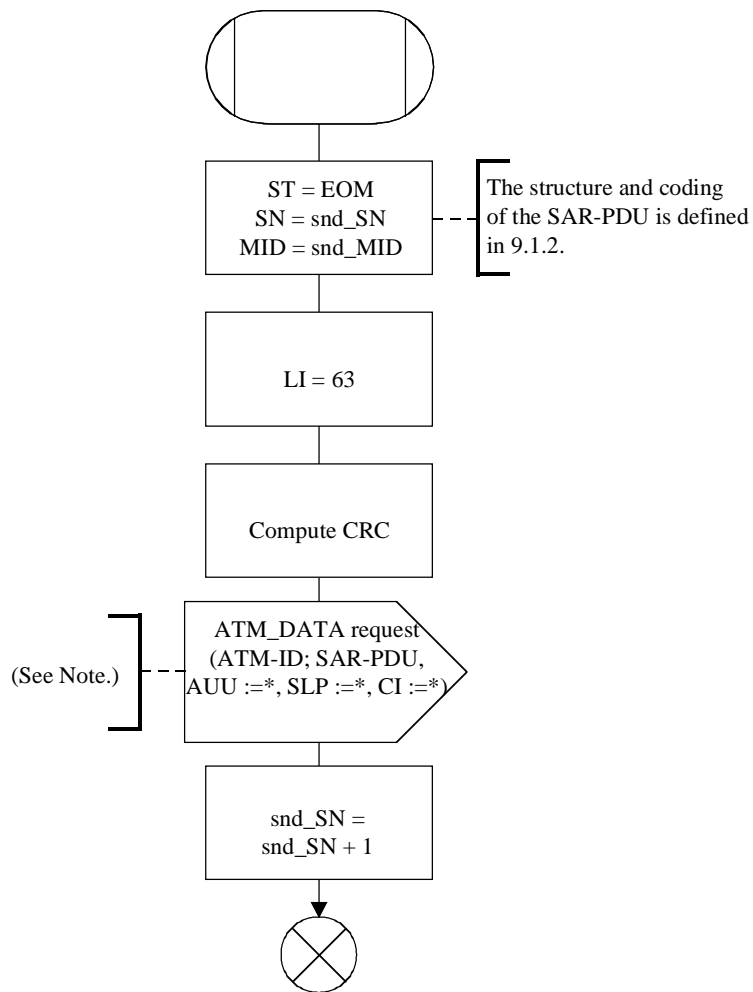 ST = EOM
SN = snd_SN
MID = snd_MID
The structure and coding
of the SAR-PDU is defined
in 9.1.2.
LI = 63
Compute CRC
(See Note.)
ATM_DATA request
(ATM-ID; SAR-PDU,
AUU :=*, SLP :=*, CI :=*)
snd_SN =
snd_SN + 1